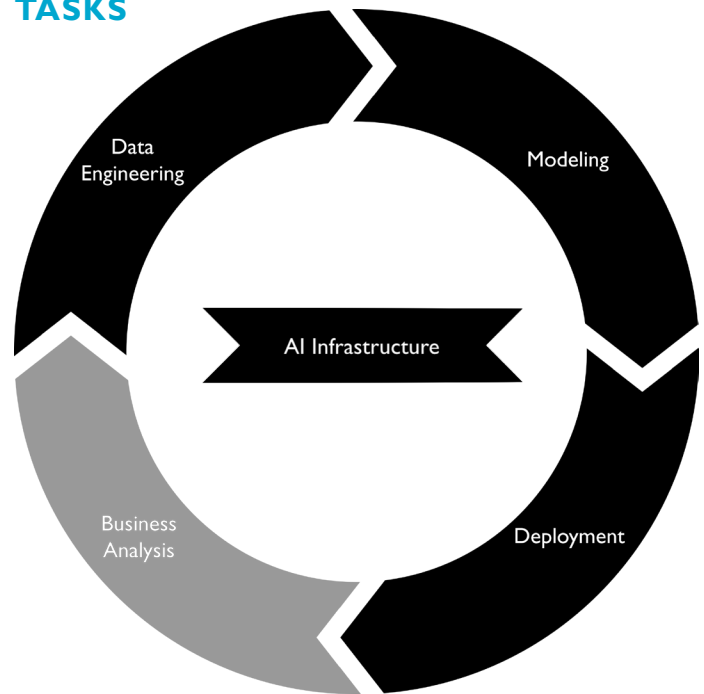 TASKS
Data
Engineering
Modeling
AI Infrastructure
Business
Analysis
Deployment